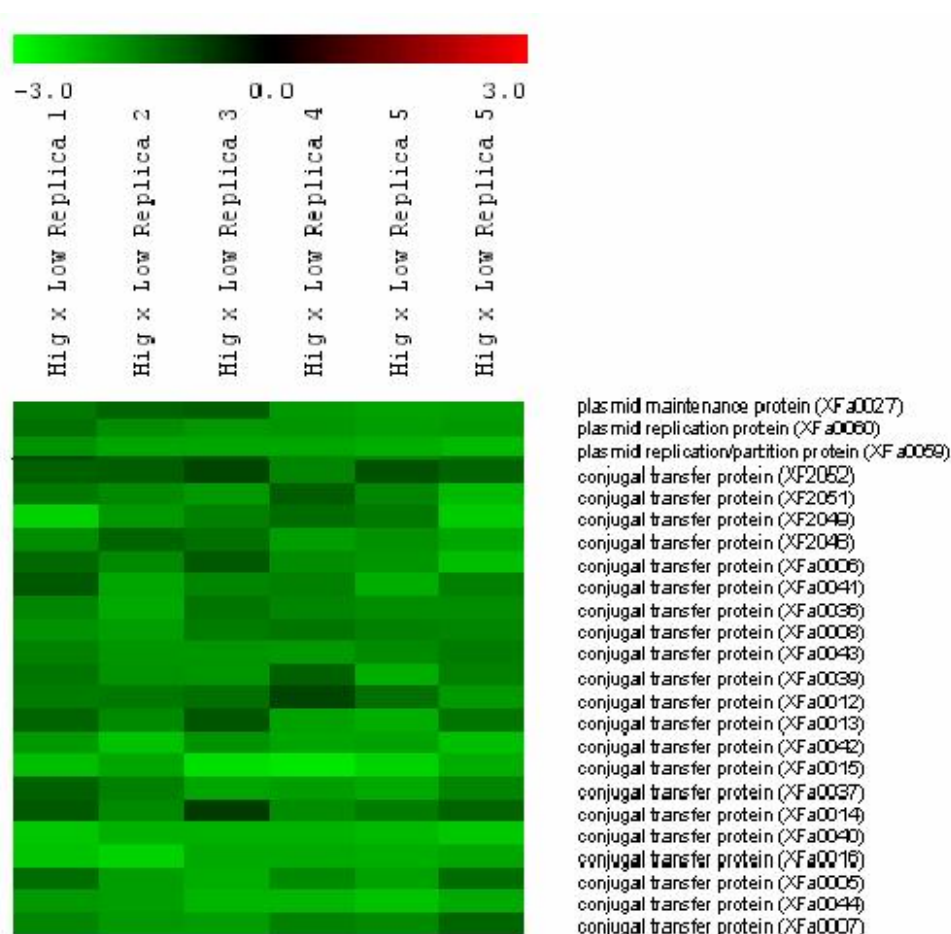 -3.0 0.0 3.0
Hig x Low Replica 1
Hig x Low Replica 2
Hig x Low Replica 3
Hig x Low Replica 4
Hig x Low Replica 5
Hig x Low Replica 5
plasmid maintenance protein (XFa0027)
plasmid replication protein (XFa0060)
plasmid replication/partition protein (XFa0059)
conjugal transfer protein (XF2052)
conjugal transfer protein (XF2051)
conjugal transfer protein (XF2049)
conjugal transfer protein (XF2046)
conjugal transfer protein (XFa0006)
conjugal transfer protein (XFa0041)
conjugal transfer protein (XFa0036)
conjugal transfer protein (XFa0008)
conjugal transfer protein (XFa0043)
conjugal transfer protein (XFa0039)
conjugal transfer protein (XFa0012)
conjugal transfer protein (XFa0013)
conjugal transfer protein (XFa0042)
conjugal transfer protein (XFa0015)
conjugal transfer protein (XFa0037)
conjugal transfer protein (XFa0014)
conjugal transfer protein (XFa0040)
conjugal transfer protein (XFa0016)
conjugal transfer protein (XFa0005)
conjugal transfer protein (XFa0044)
conjugal transfer protein (XFa0007)